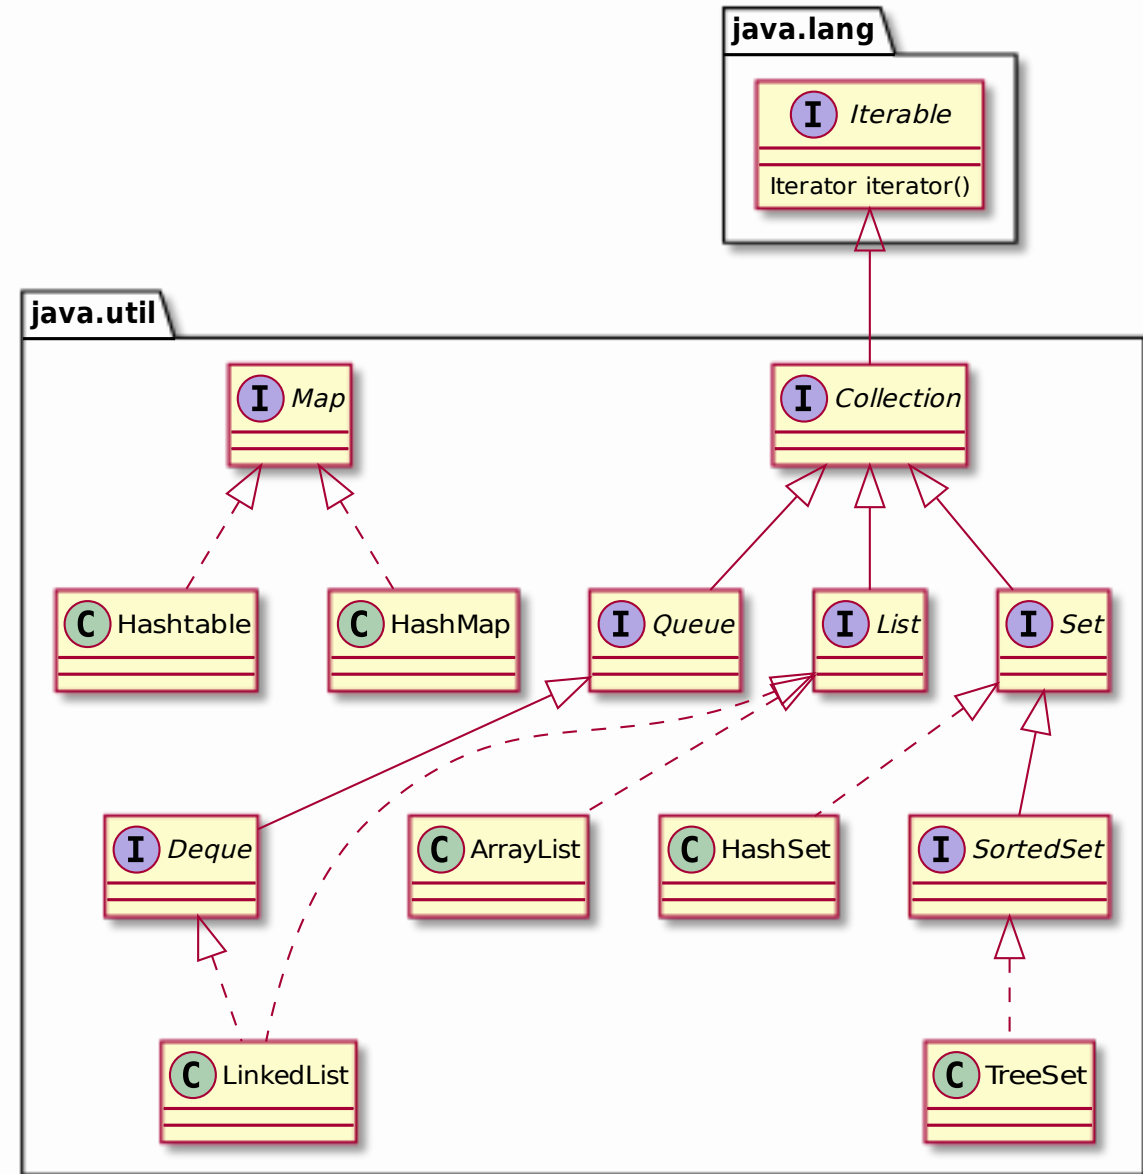 java.lang
I Iterable
Iterator iterator()
java.util
I Map
I Collection
C Hashtable
C HashMap
I Queue
I List
I Set
I Deque
C ArrayList
C HashSet
I SortedSet
C LinkedList
C TreeSet